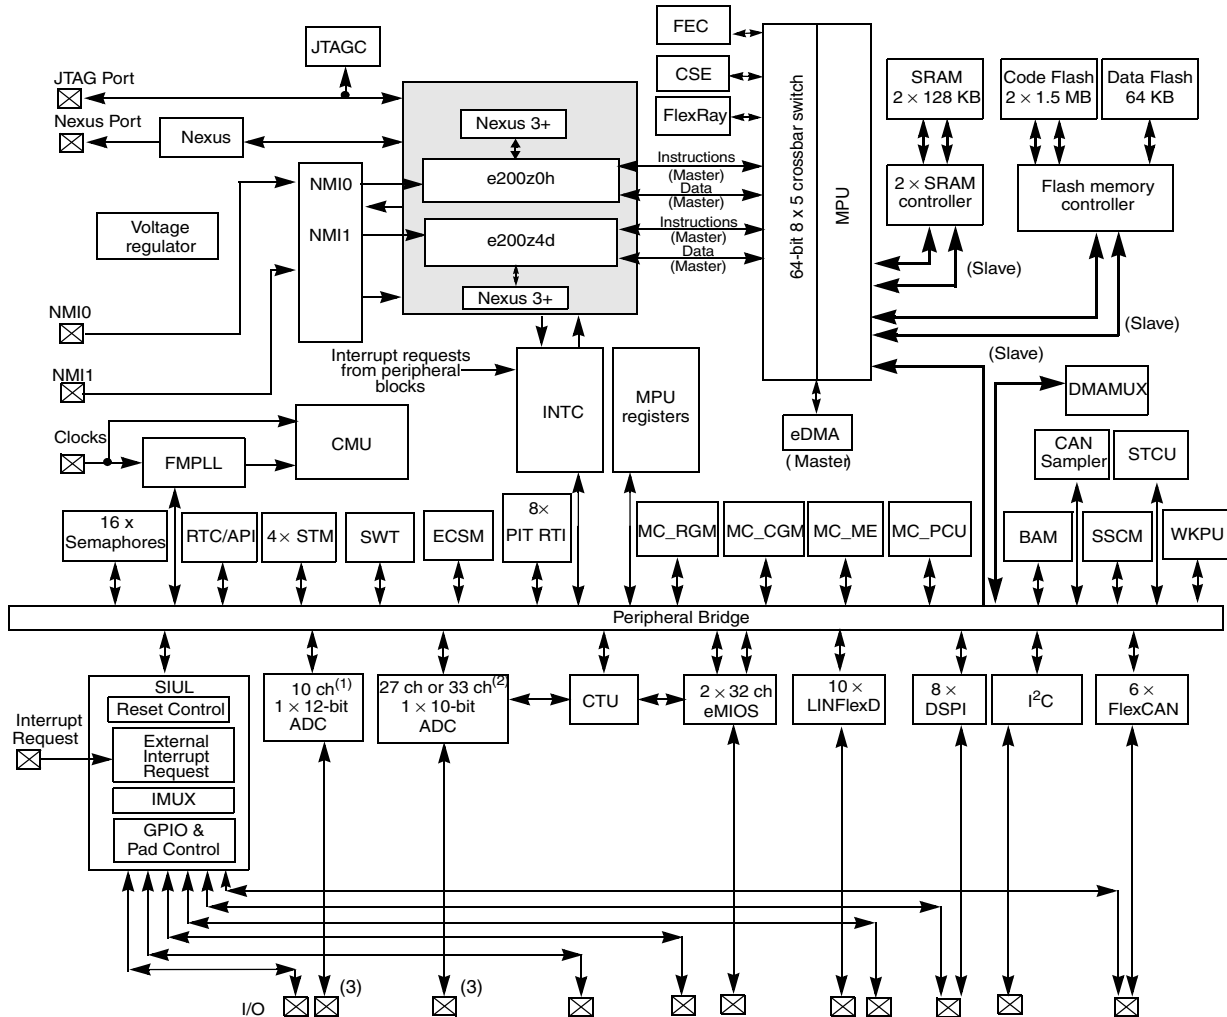 JTAGC
FEC
CSE
FlexRay
JTAG Port
Nexus Port
Nexus
Nexus 3+
e200z0h
e200z4d
Nexus 3+
NMI0
NMI1
Voltage
regulator
NMI0
NMI1
Instructions
(Master)
Data
(Master)
Instructions
(Master)
Data
(Master)
64-bit 8 x 5 crossbar switch
MPU
SRAM
2 × 128 KB
Code Flash
2 × 1.5 MB
Data Flash
64 KB
2 × SRAM
controller
Flash memory
controller
(Slave)
(Slave)
(Slave)
DMAMUX
Interrupt requests
from peripheral
blocks
INTC
MPU
registers
eDMA
(Master)
Clocks
FMPLL
CMU
CAN
Sampler
STCU
16 x
Semaphores
RTC/API
4 × STM
SWT
ECSM
8×
PIT RTI
MC_RGM
MC_CGM
MC_ME
MC_PCU
BAM
SSCM
WKPU
Peripheral Bridge
SIUL
Reset Control
External
Interrupt
Request
IMUX
GPIO &
Pad Control
Interrupt
Request
10 ch(1)
1 × 12-bit
ADC
27 ch or 33 ch(2)
1 × 10-bit
ADC
CTU
2 × 32 ch
eMIOS
10 ×
LINFlexD
8 ×
DSPI
I2C
6 ×
FlexCAN
I/O
(3)
(3)